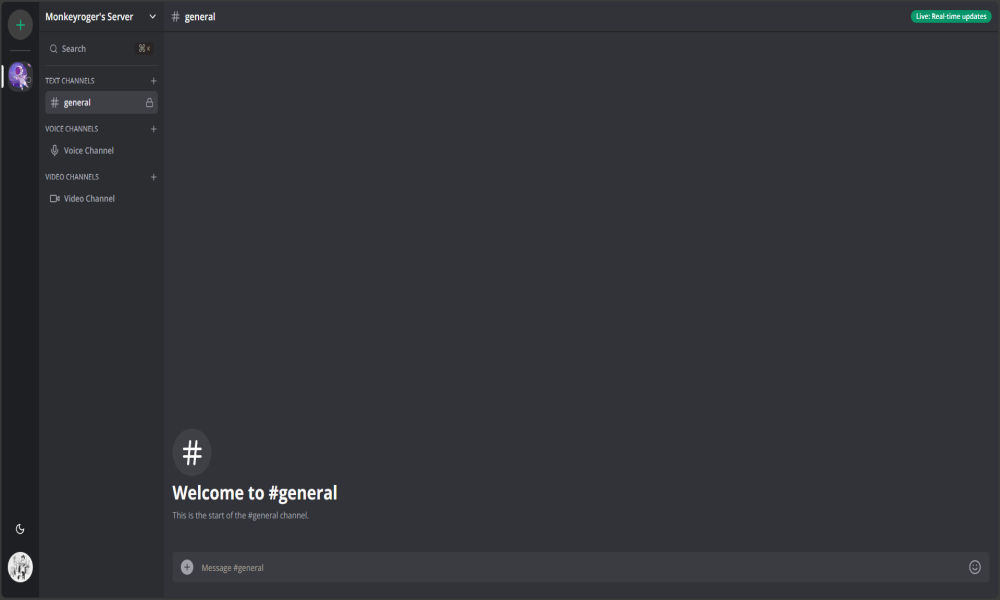 Monkeyroger's Server
general
Live: Real-time updates
Search
⌘ K
TEXT CHANNELS
general
VOICE CHANNELS
Voice Channel
VIDEO CHANNELS
Video Channel
#
Welcome to #general
This is the start of the #general channel.
Message #general